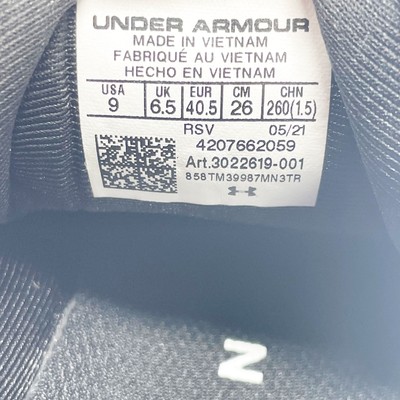 UNDER ARMOUR
MADE IN VIETNAM
FABRIQUÉ AU VIETNAM
HECHO EN VIETNAM
USA UK EUR CM CHN
9 6.5 40.5 26 260(1.5)
RSV 05/21
4207662059
Art.3022619-001
858TM39987MN3TR
N